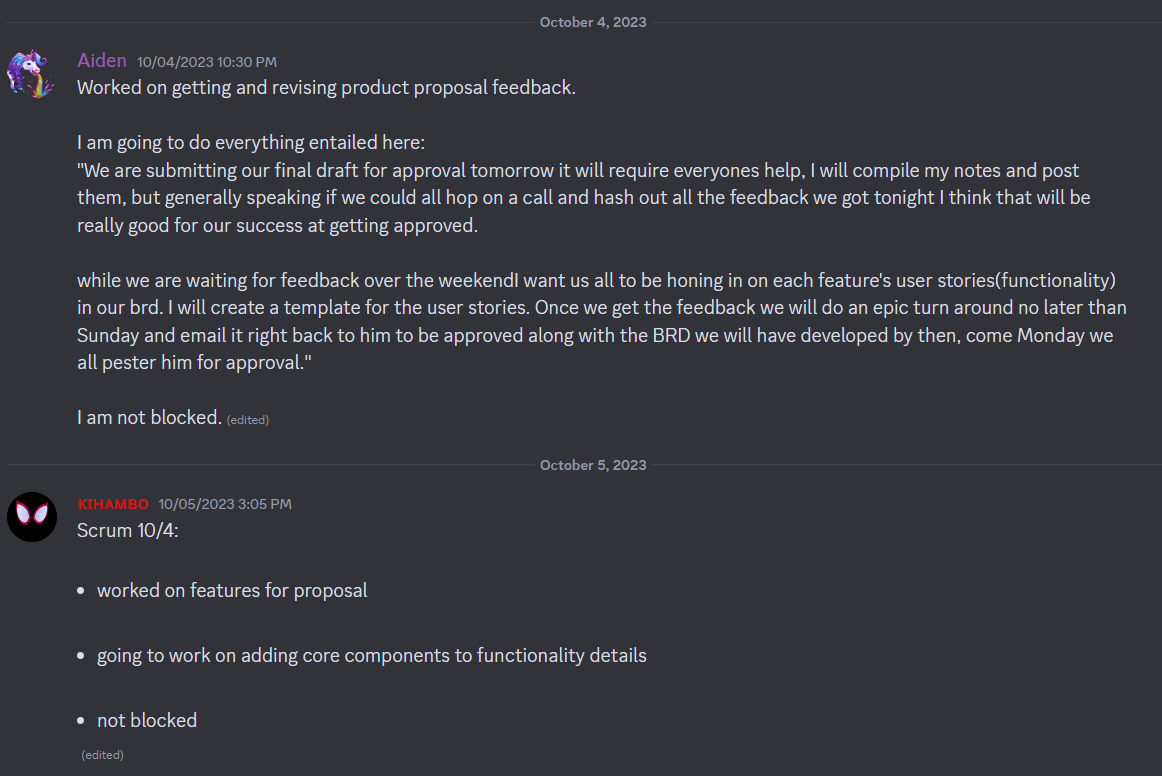 October 4, 2023
Aiden 10/04/2023 10:30 PM
Worked on getting and revising product proposal feedback.
I am going to do everything entailed here:
"We are submitting our final draft for approval tomorrow it will require everyones help, I will compile my notes and post
them, but generally speaking if we could all hop on a call and hash out all the feedback we got tonight I think that will be
really good for our success at getting approved.
while we are waiting for feedback over the weekendI want us all to be honing in on each feature's user stories(functionality)
in our brd. I will create a template for the user stories. Once we get the feedback we will do an epic turn around no later than
Sunday and email it right back to him to be approved along with the BRD we will have developed by then, come Monday we
all pester him for approval."
I am not blocked. (edited)
October 5, 2023
KIHAMBO 10/05/2023 3:05 PM
Scrum 10/4:
• worked on features for proposal
• going to work on adding core components to functionality details
• not blocked
(edited)